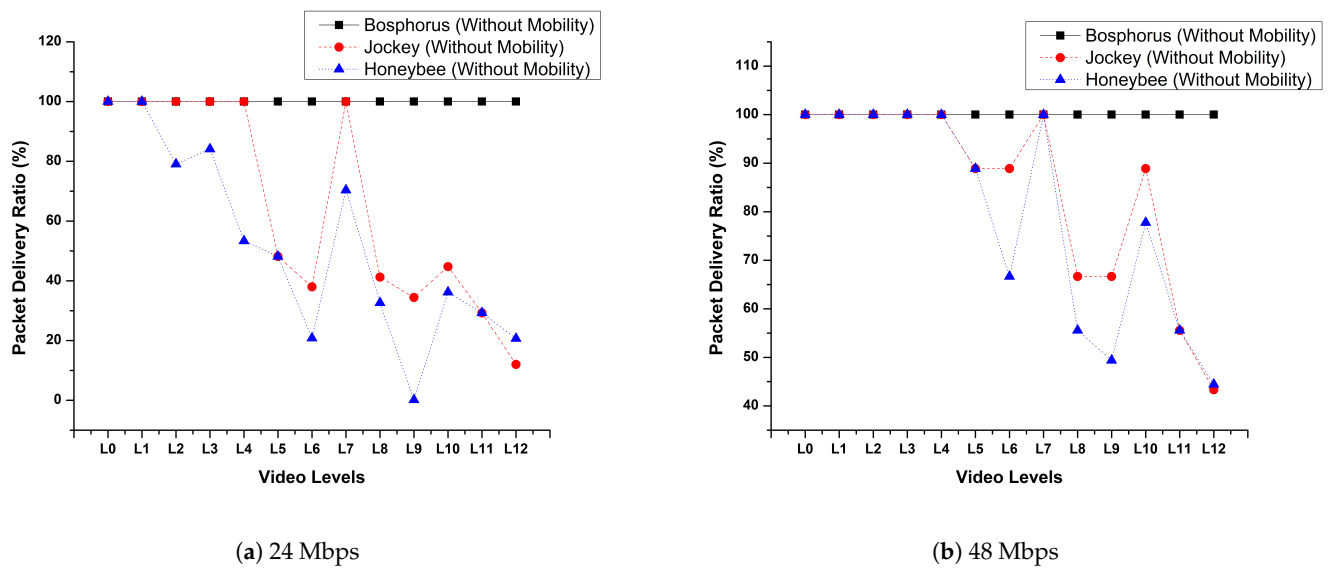 Bosphorus (Without Mobility)
Jockey (Without Mobility)
Honeybee (Without Mobility)
120
100
80
60
40
20
0
Packet Delivery Ratio (%)
L0 L1 L2 L3 L4 L5 L6 L7 L8 L9 L10 L11 L12
Video Levels
(a) 24 Mbps
Bosphorus (Without Mobility)
Jockey (Without Mobility)
Honeybee (Without Mobility)
110
100
90
80
70
60
50
40
Packet Delivery Ratio (%)
L0 L1 L2 L3 L4 L5 L6 L7 L8 L9 L10 L11 L12
Video Levels
(b) 48 Mbps